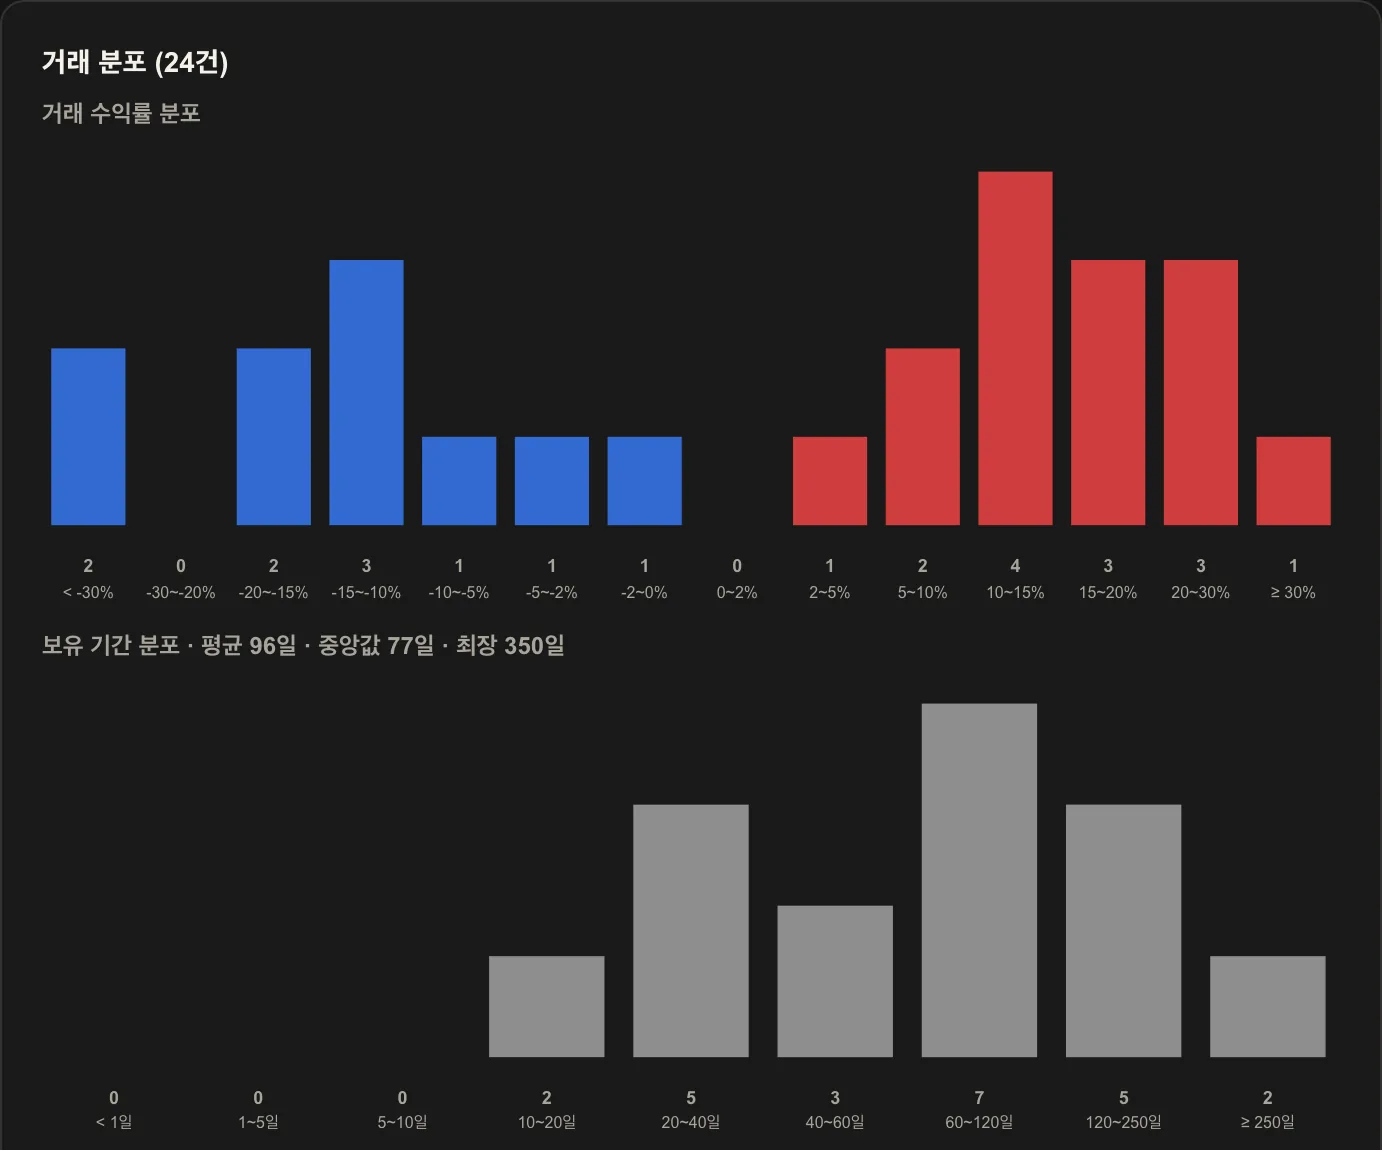 거래 분포 (24건)
거래 수익률 분포
2 0 2 3 1 1 1 0 1 2 4 3 3 1
< -30% -30~-20% -20~-15% -15~-10% -10~-5% -5~-2% -2~0% 0~2% 2~5% 5~10% 10~15% 15~20% 20~30% ≥ 30%
보유 기간 분포 · 평균 96일 · 중앙값 77일 · 최장 350일
0 0 0 2 5 3 7 5 2
< 1일 1~5일 5~10일 10~20일 20~40일 40~60일 60~120일 120~250일 ≥ 250일